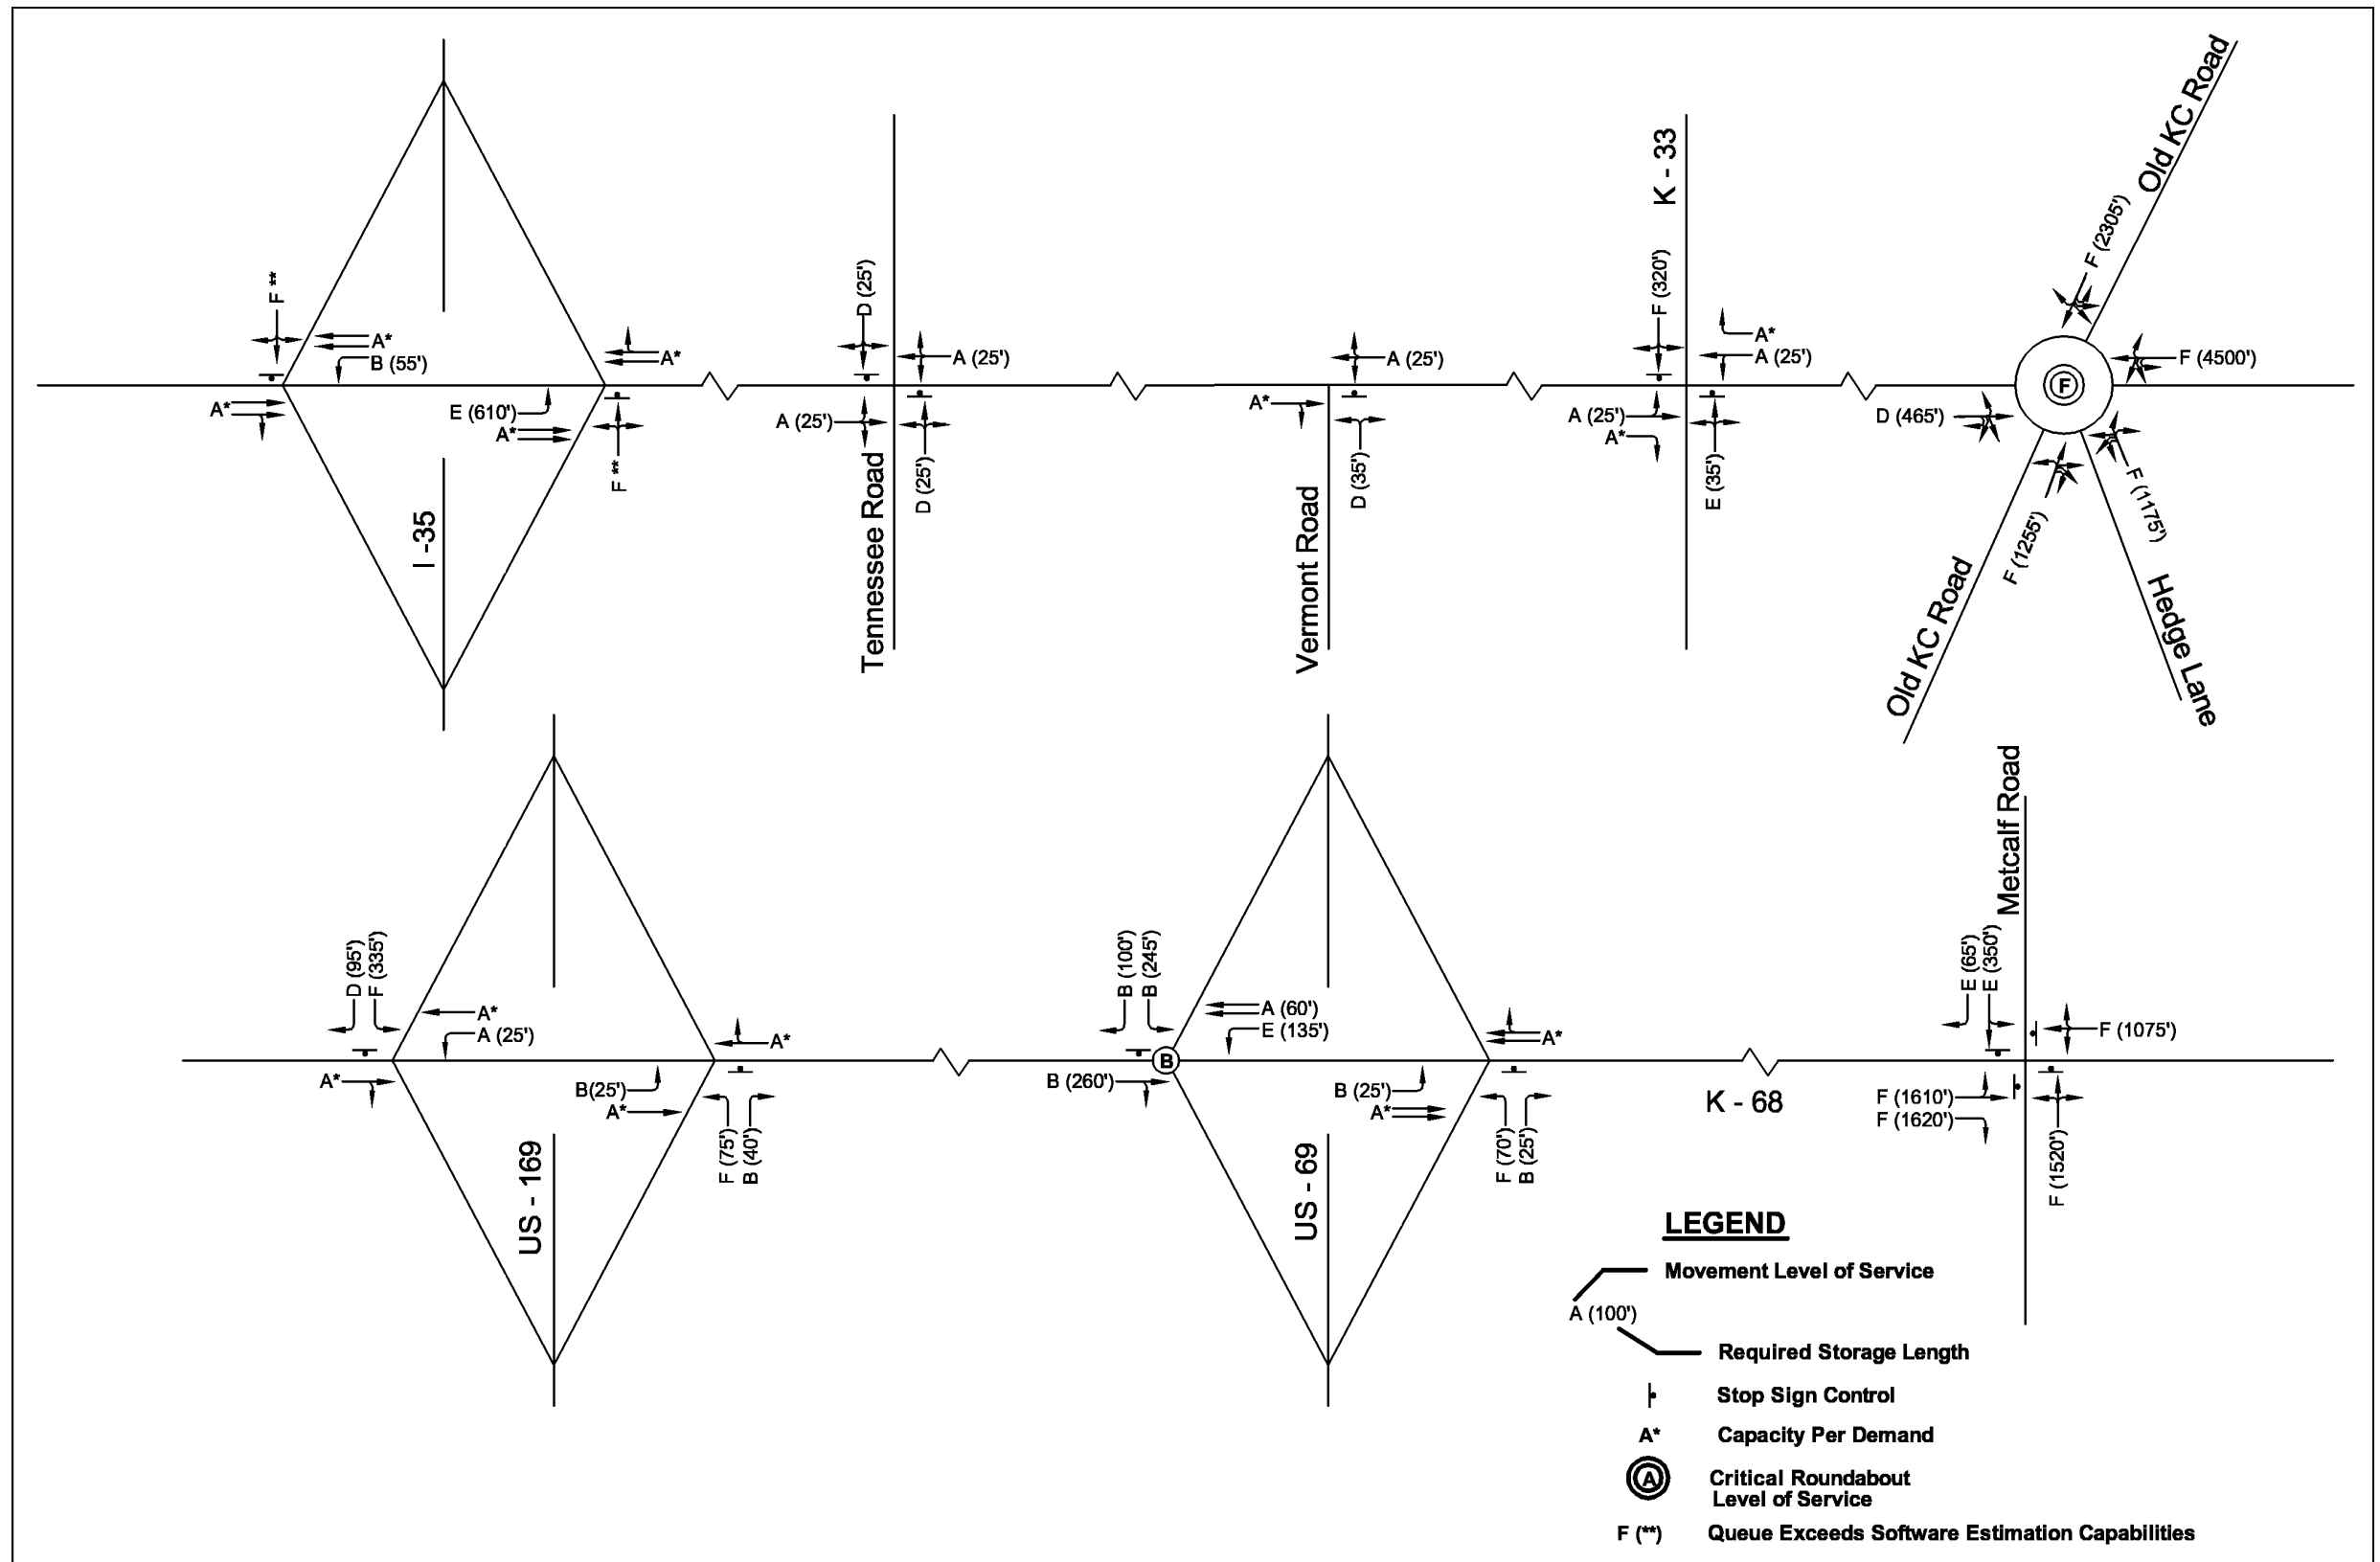 Old KC Road
K - 33
F (2305')
F **
D (25')
F (320')
A*
B (55')
A*
A (25')
A (25')
A*
A (25')
F (4500')
F
A*
E (610')
A*
A (25')
A*
A (25')
A*
D (465')
F **
D (25')
D (35')
E (35')
F (1255')
F (1175')
I -35
Tennessee Road
Vermont Road
Old KC Road
Hedge Lane
Metcalf Road
D (95')
F (335')
B (100')
B (245')
E (65')
E (350')
A*
A (25')
A*
A (60')
E (135')
A*
F (1075')
B
A*
B(25')
A*
B (260')
B (25')
A*
K - 68
F (1610')
F (1620')
F (75')
B (40')
F (70')
B (25')
F (1520')
US - 169
US - 69
LEGEND
Movement Level of Service
A (100')
Required Storage Length
Stop Sign Control
A*
Capacity Per Demand
A
Critical Roundabout
Level of Service
F (**)
Queue Exceeds Software Estimation Capabilities